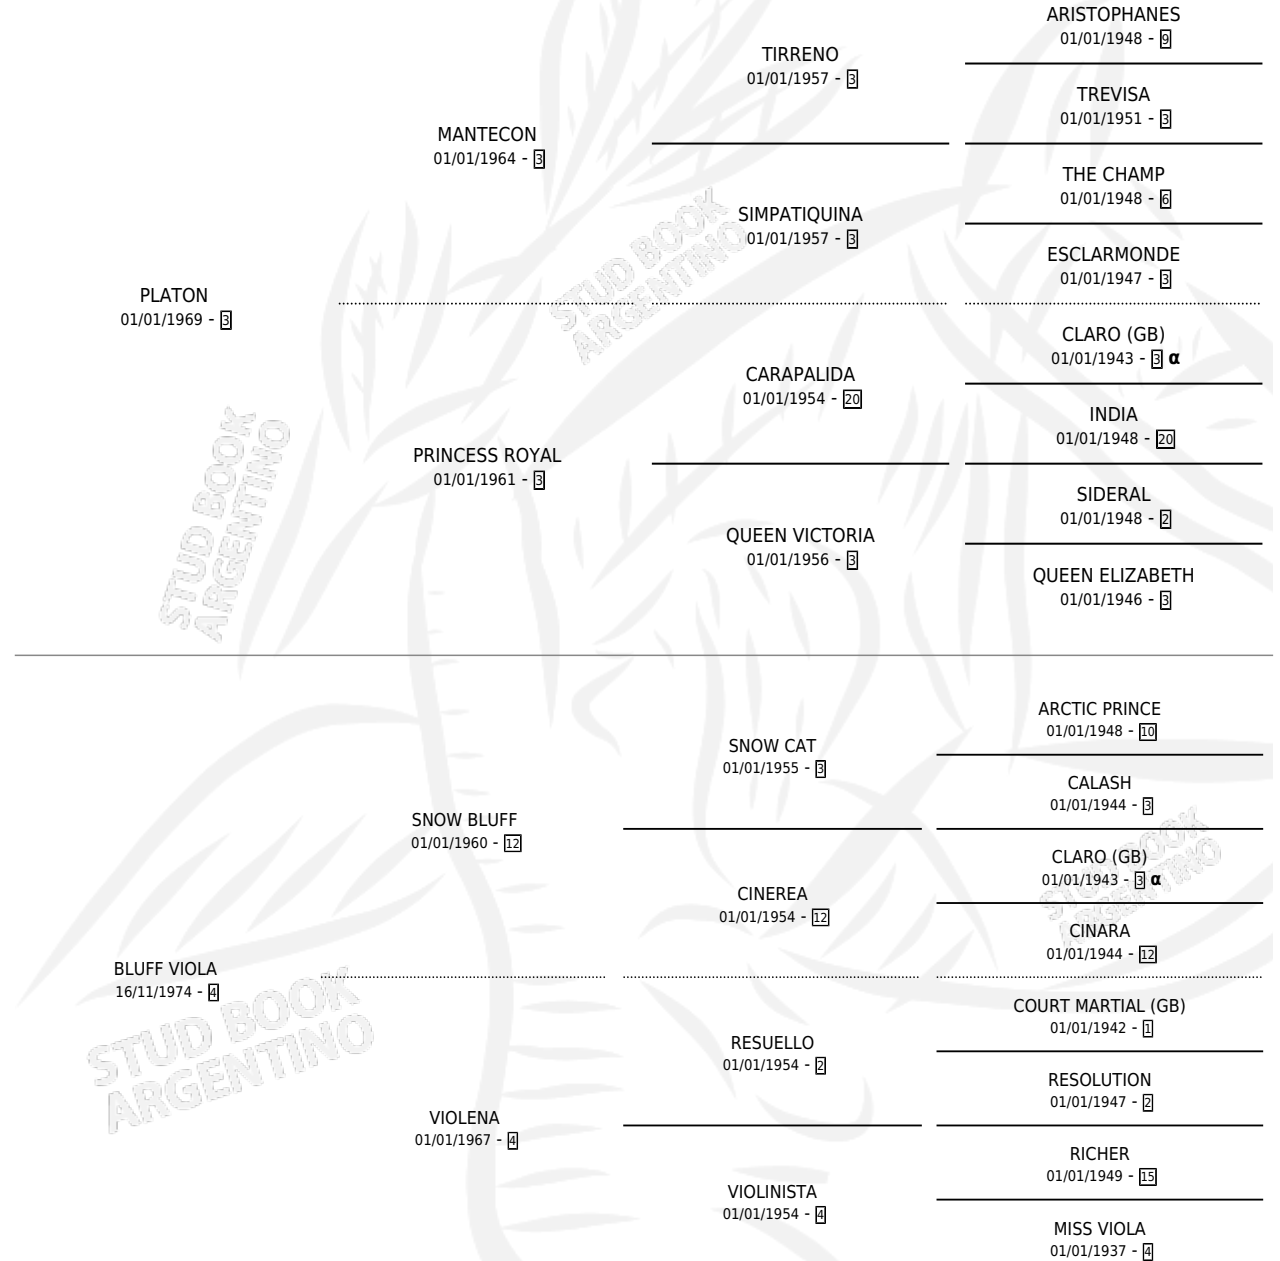 ARISTOPHANES
01/01/1948 - 9
TIRRENO
01/01/1957 - 3
TREVISA
01/01/1951 - 3
MANTECON
01/01/1964 - 3
THE CHAMP
01/01/1948 - 6
SIMPATIQUINA
01/01/1957 - 3
ESCLARMONDE
01/01/1947 - 3
STUD BOOK
ARGENTINO
PLATON
01/01/1969 - 3
CLARO (GB)
01/01/1943 - 3 α
CARAPALIDA
01/01/1954 - 20
INDIA
01/01/1948 - 20
PRINCESS ROYAL
01/01/1961 - 3
SIDERAL
01/01/1948 - 2
QUEEN VICTORIA
01/01/1956 - 3
QUEEN ELIZABETH
01/01/1946 - 3
STUD BOOK
ARGENTINO
ARCTIC PRINCE
01/01/1948 - 10
SNOW CAT
01/01/1955 - 3
CALASH
01/01/1944 - 3
SNOW BLUFF
01/01/1960 - 12
CLARO (GB)
01/01/1943 - 3 α
STUD BOOK
ARGENTINO
CINEREA
01/01/1954 - 12
CINARA
01/01/1944 - 12
BLUFF VIOLA
16/11/1974 - 4
STUD BOOK
ARGENTINO
COURT MARTIAL (GB)
01/01/1942 - 1
RESUELLO
01/01/1954 - 2
RESOLUTION
01/01/1947 - 2
VIOLENA
01/01/1967 - 4
RICHER
01/01/1949 - 15
VIOLINISTA
01/01/1954 - 4
MISS VIOLA
01/01/1937 - 4